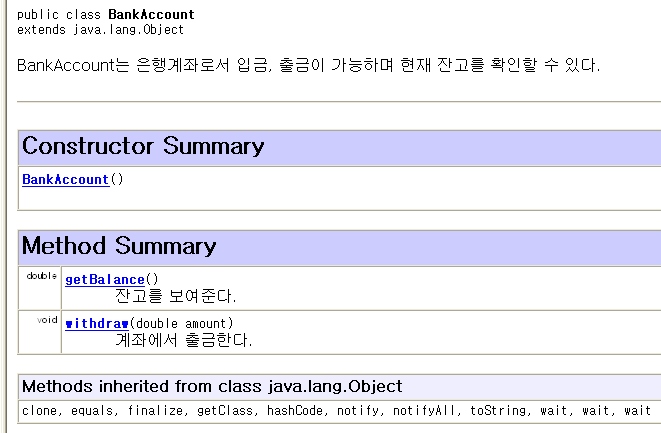 public class BankAccount
extends java.lang.Object
BankAccount는 은행계좌로서 입금, 출금이 가능하며 현재 잔고를 확인할 수 있다.
Constructor Summary
BankAccount()
Method Summary
double getBalance()
잔고를 보여준다.
void withdraw(double amount)
계좌에서 출금한다.
Methods inherited from class java.lang.Object
clone, equals, finalize, getClass, hashCode, notify, notifyAll, toString, wait, wait, wait